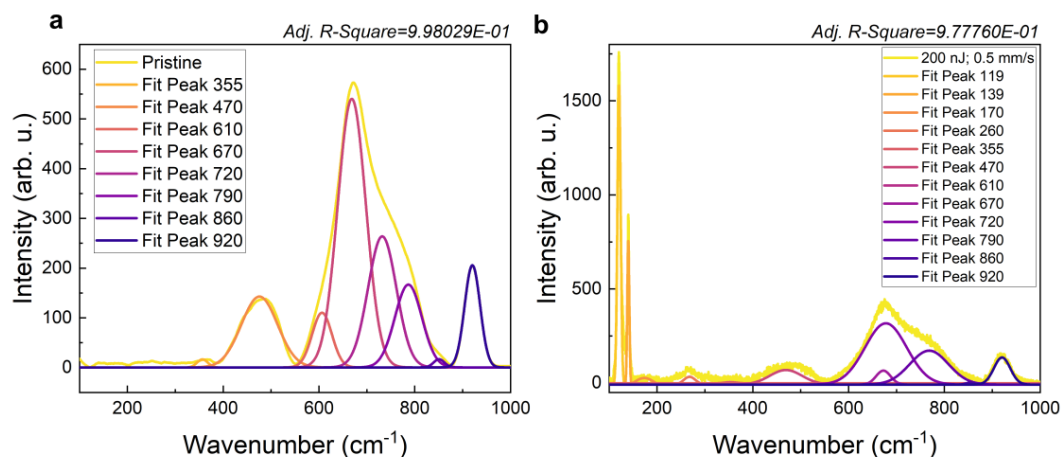 a
Adj. R-Square=9.98029E-01
600
500
400
300
200
100
0
200
400
600
800
1000
Intensity (arb. u.)
Wavenumber (cm⁻¹)
Pristine
Fit Peak 355
Fit Peak 470
Fit Peak 610
Fit Peak 670
Fit Peak 720
Fit Peak 790
Fit Peak 860
Fit Peak 920
b
Adj. R-Square=9.77760E-01
1500
1000
500
0
200
400
600
800
1000
Intensity (arb. u.)
Wavenumber (cm⁻¹)
200 nJ; 0.5 mm/s
Fit Peak 119
Fit Peak 139
Fit Peak 170
Fit Peak 260
Fit Peak 355
Fit Peak 470
Fit Peak 610
Fit Peak 670
Fit Peak 720
Fit Peak 790
Fit Peak 860
Fit Peak 920